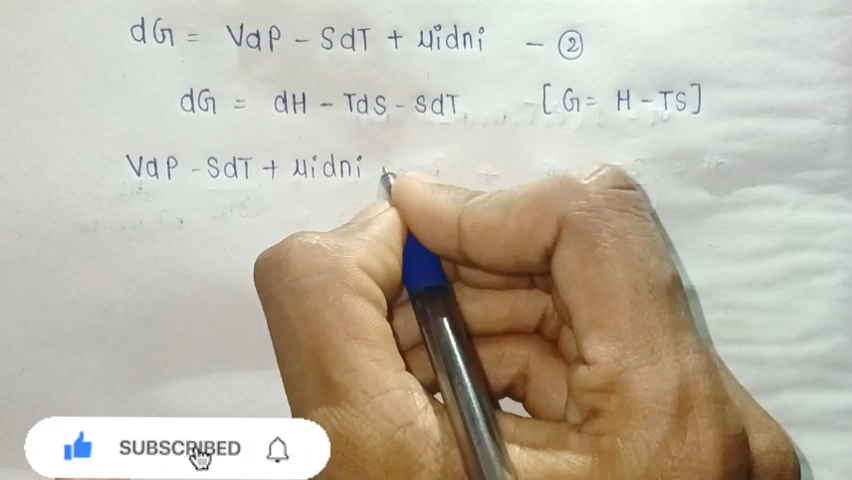 dG = VdP - SdT + μidni - ②
dG = dH - TdS - SdT [G = H - TS]
VdP - SdT + μidni
SUBSCRIBED